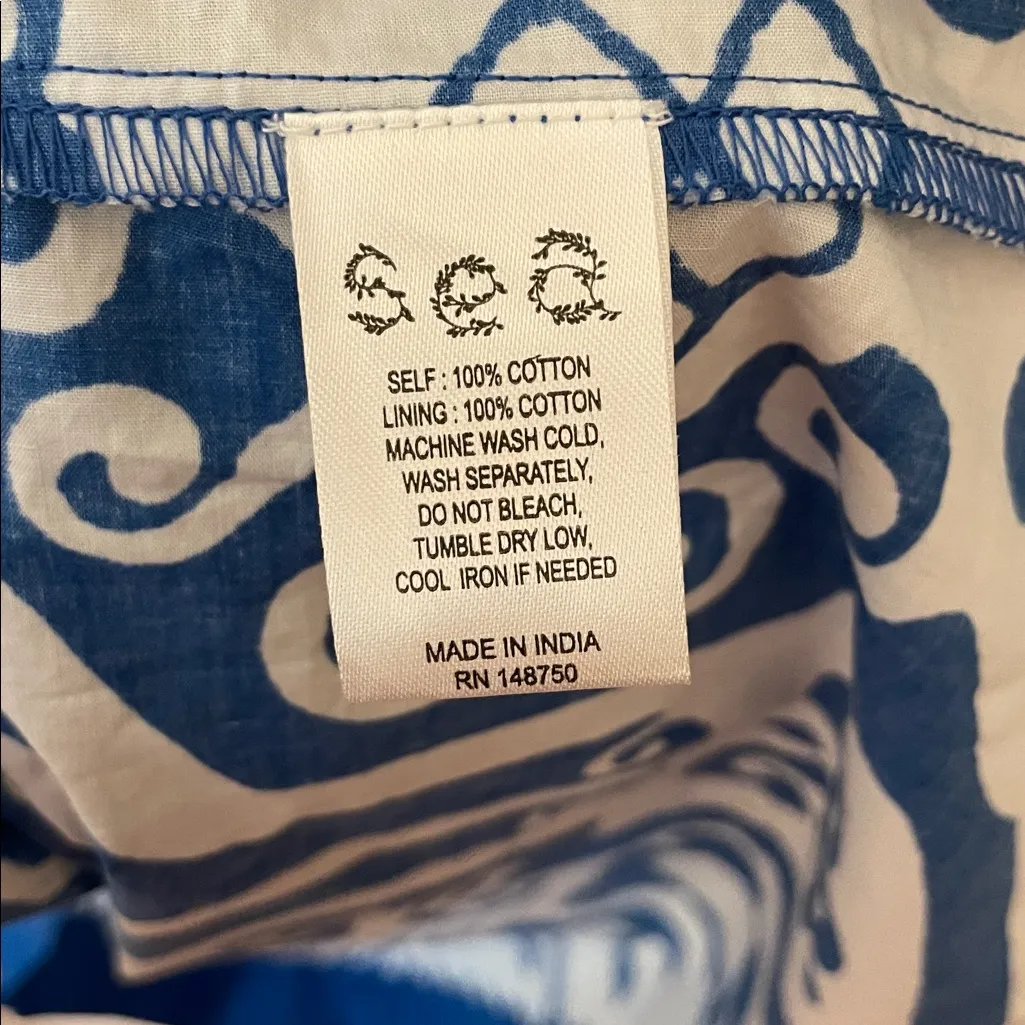 Sea
SELF : 100% COTTON
LINING : 100% COTTON
MACHINE WASH COLD,
WASH SEPARATELY,
DO NOT BLEACH,
TUMBLE DRY LOW,
COOL IRON IF NEEDED
MADE IN INDIA
RN 148750